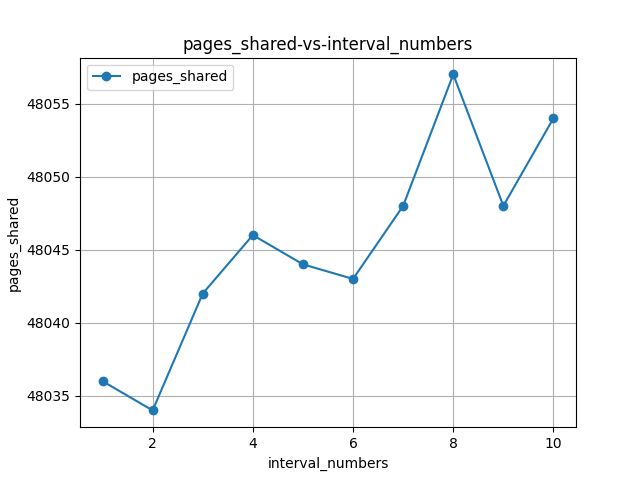 pages_shared-vs-interval_numbers
pages_shared
48055
48050
48045
48040
48035
pages_shared
2 4 6 8 10
interval_numbers